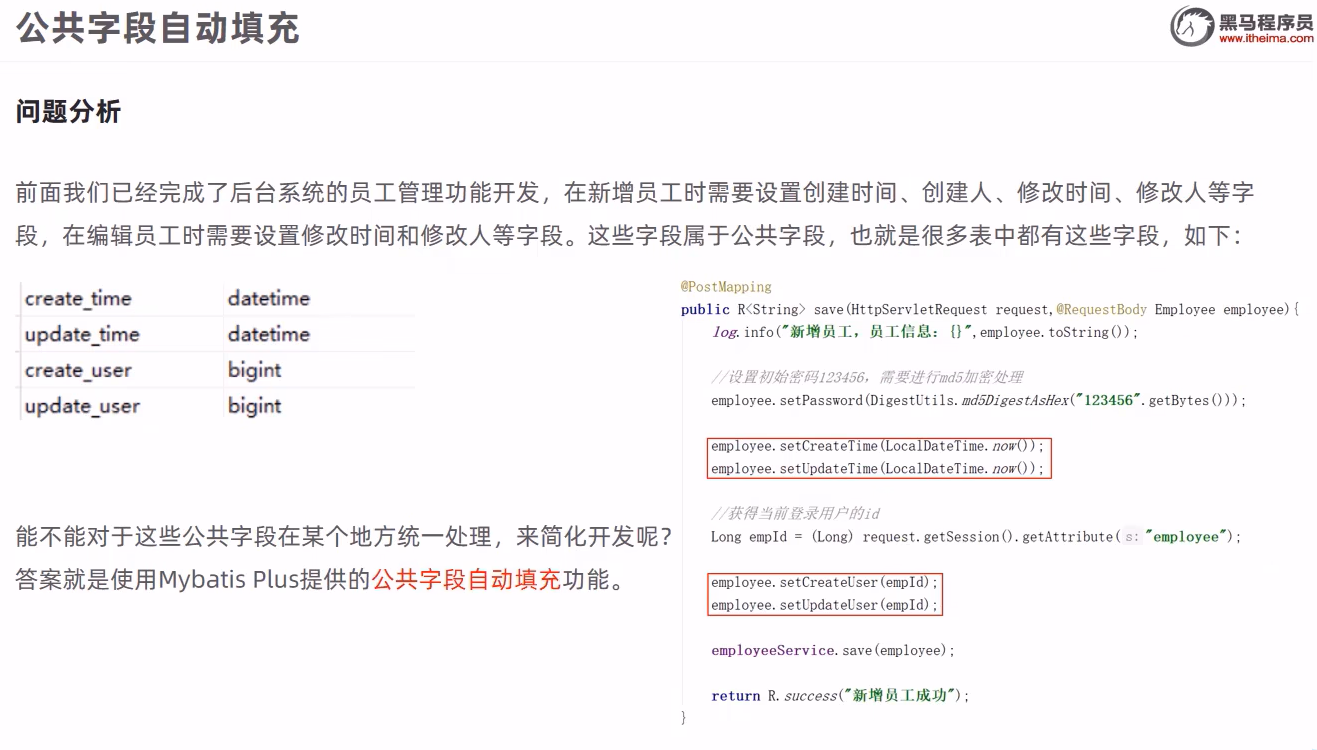 公共字段自动填充
黑马程序员
www.itheima.com
问题分析
前面我们已经完成了后台系统的员工管理功能开发，在新增员工时需要设置创建时间、创建人、修改时间、修改人等字
段，在编辑员工时需要设置修改时间和修改人等字段。这些字段属于公共字段，也就是很多表中都有这些字段，如下：
create_time datetime
update_time datetime
create_user bigint
update_user bigint
能不能对于这些公共字段在某个地方统一处理，来简化开发呢？
答案就是使用Mybatis Plus提供的公共字段自动填充功能。
@PostMapping
public R<String> save(HttpServletRequest request,@RequestBody Employee employee){
log.info("新增员工，员工信息：{}",employee.toString());
//设置初始密码123456，需要进行md5加密处理
employee.setPassword(DigestUtils.md5DigestAsHex("123456".getBytes()));
employee.setCreateTime(LocalDateTime.now());
employee.setUpdateTime(LocalDateTime.now());
//获得当前登录用户的id
Long empId = (Long) request.getSession().getAttribute( s: "employee");
employee.setCreateUser(empId);
employee.setUpdateUser(empId);
employeeService.save(employee);
return R.success("新增员工成功");
}